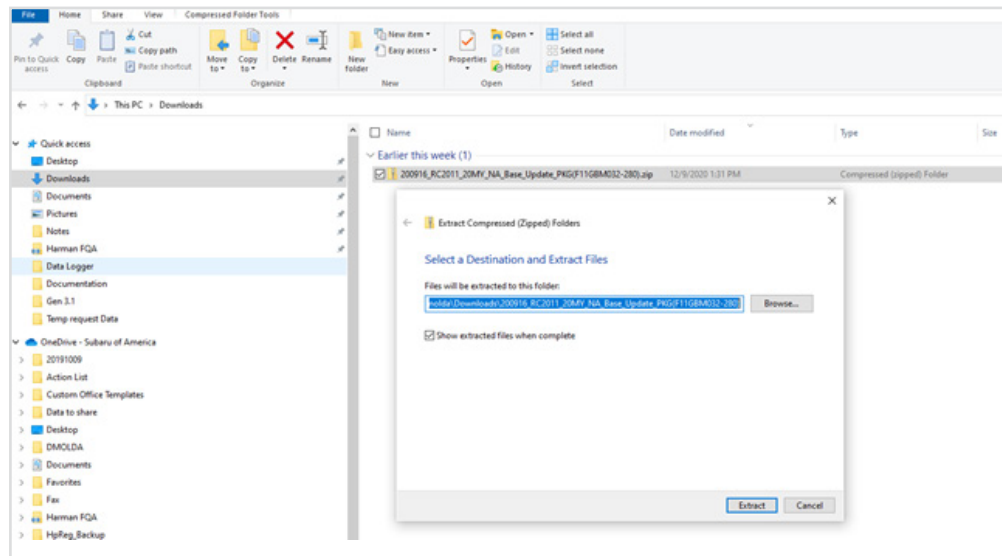 File Home Share View Compressed Folder Tools
Pin to Quick access
Copy
Paste
Cut
Copy path
Paste shortcut
Clipboard
Move to
Copy to
Delete
Rename
Organize
New folder
New item
Easy access
New
Properties
Open
Edit
History
Open
Select all
Select none
Invert selection
Select
This PC > Downloads
Name Date modified Type Size
Earlier this week (1)
200916_RC2011_20MY_NA_Base_Update_PKG(F11GBM032-280).zip 12/9/2020 1:31 PM Compressed (zipped) Folder
Quick access
Desktop
Downloads
Documents
Pictures
Notes
Harman FQA
Data Logger
Documentation
Gen 3.1
Temp request Data
OneDrive - Subaru of America
20191009
Action List
Custom Office Templates
Data to share
Desktop
DMOLDA
Documents
Favorites
Fax
Harman FQA
HpReg_Backup
Extract Compressed (Zipped) Folders
Select a Destination and Extract Files
Files will be extracted to this folder:
nolda\Downloads\200916_RC2011_20MY_NA_Base_Update_PKG(F11GBM032-280) Browse...
Show extracted files when complete
Extract Cancel